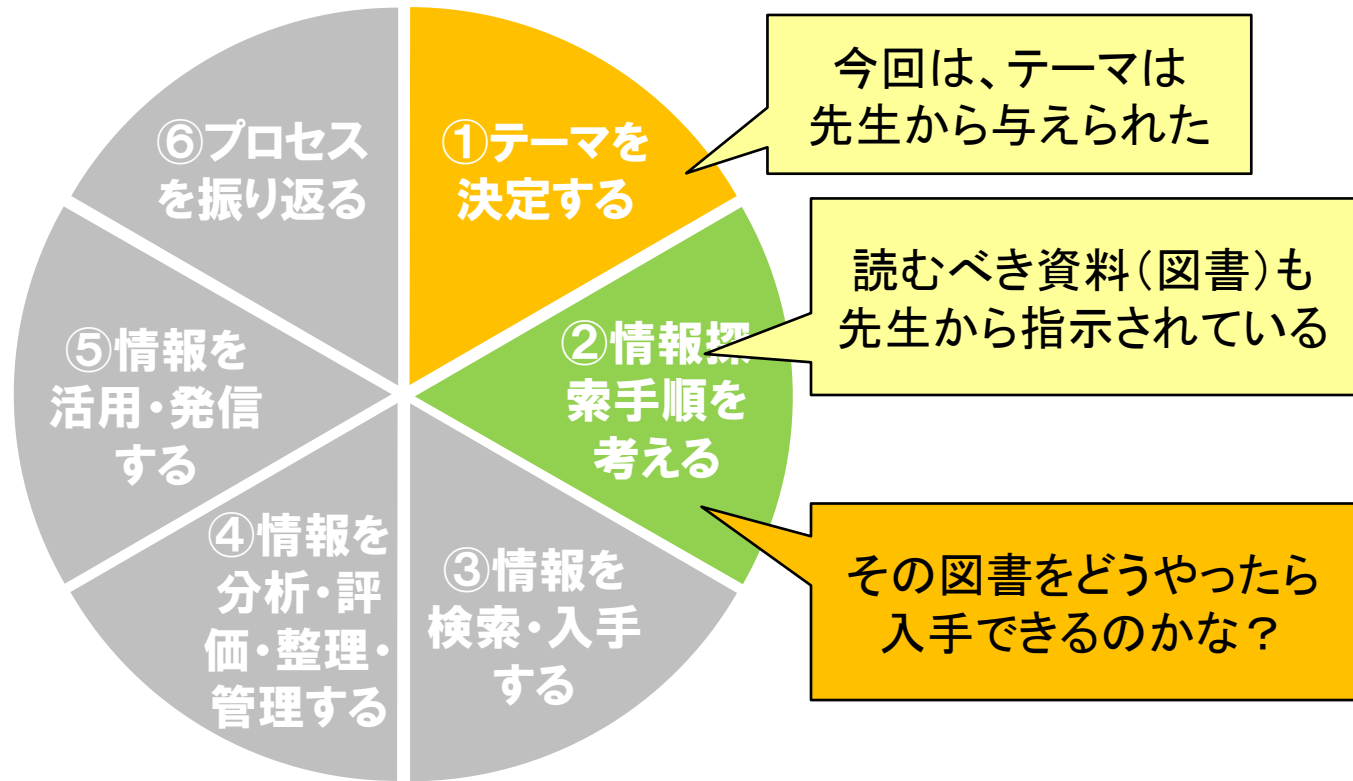 ①テーマを
決定する
今回は、テーマは
先生から与えられた
②情報探
索手順を
考える
読むべき資料（図書）も
先生から指示されている
その図書をどうやったら
入手できるのかな？
③情報を
検索・入手
する
④情報を
分析・評
価・整理・
管理する
⑤情報を
活用・発信
する
⑥プロセス
を振り返る